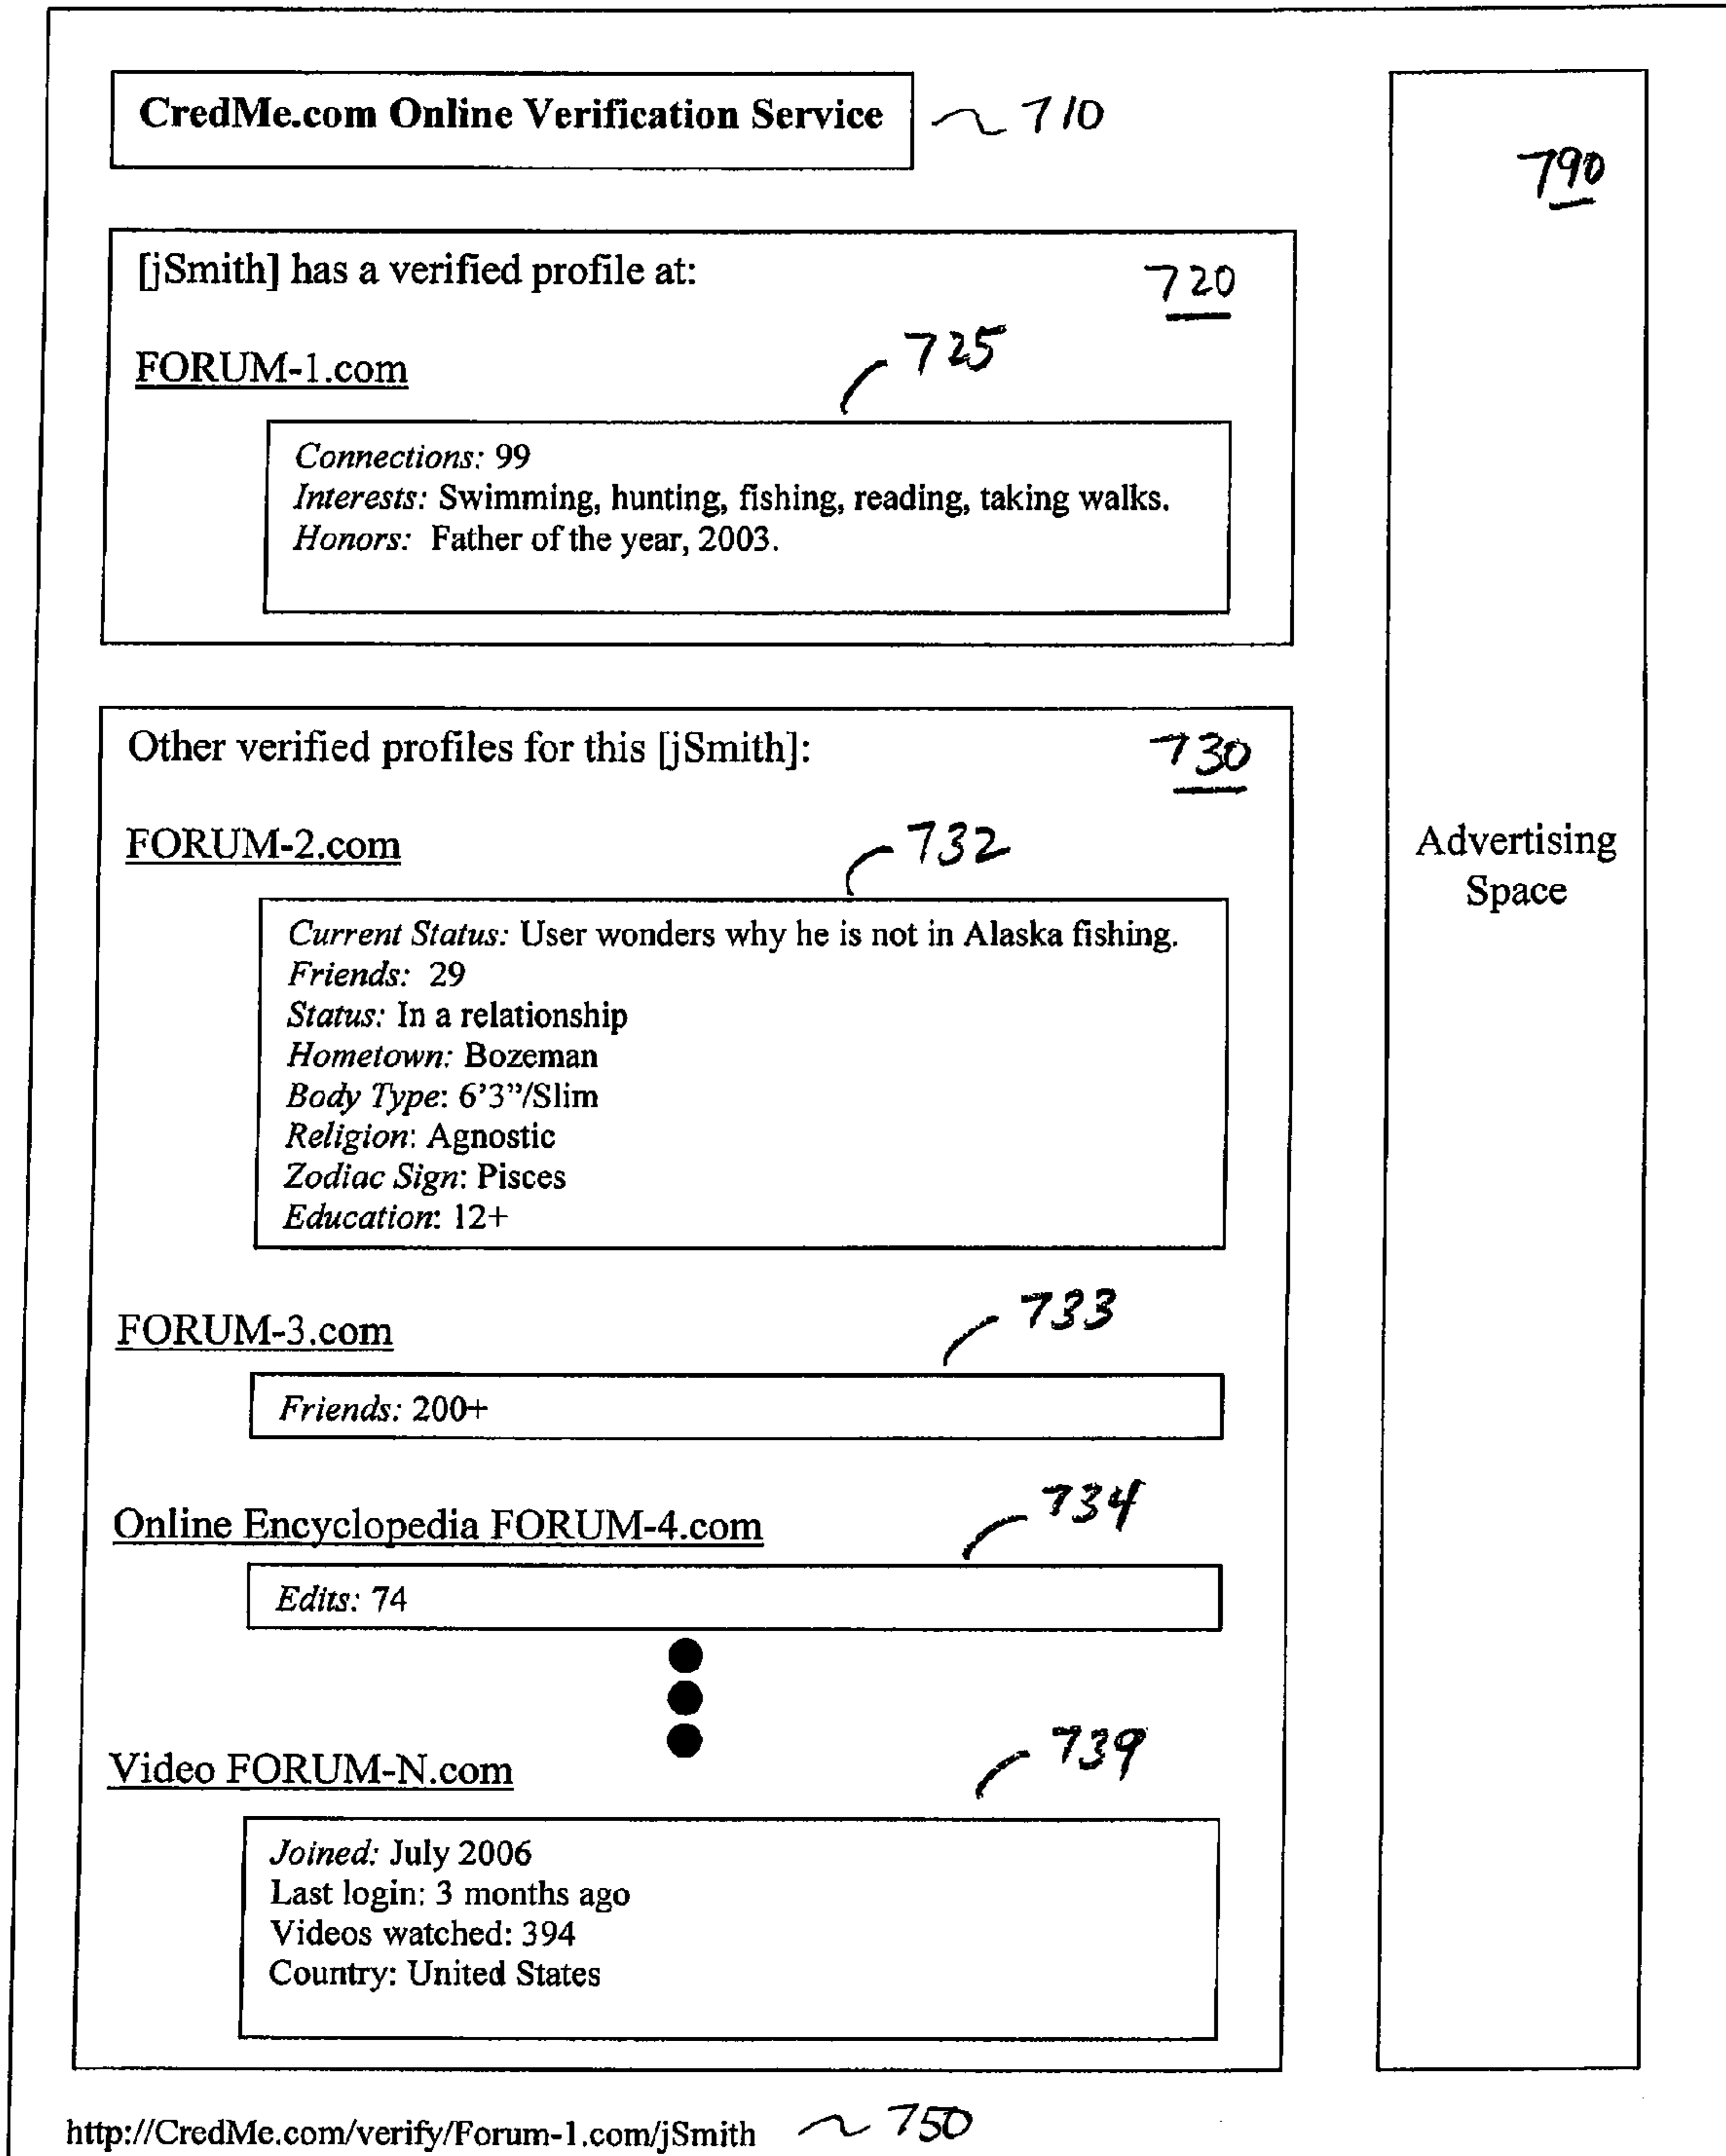 CredMe.com Online Verification Service 710
790
[jSmith] has a verified profile at: 720
FORUM-1.com 725
Connections: 99
Interests: Swimming, hunting, fishing, reading, taking walks.
Honors: Father of the year, 2003.
Other verified profiles for this [jSmith]: 730
FORUM-2.com 732
Current Status: User wonders why he is not in Alaska fishing.
Friends: 29
Status: In a relationship
Hometown: Bozeman
Body Type: 6'3"/Slim
Religion: Agnostic
Zodiac Sign: Pisces
Education: 12+
FORUM-3.com 733
Friends: 200+
Online Encyclopedia FORUM-4.com 734
Edits: 74
Video FORUM-N.com 739
Joined: July 2006
Last login: 3 months ago
Videos watched: 394
Country: United States
Advertising
Space
http://CredMe.com/verify/Forum-1.com/jSmith 750